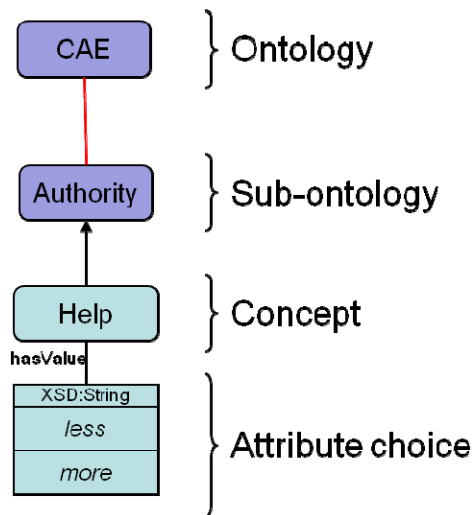 CAE
Ontology
Authority
Sub-ontology
Help
Concept
hasValue
XSD:String
less
more
Attribute choice